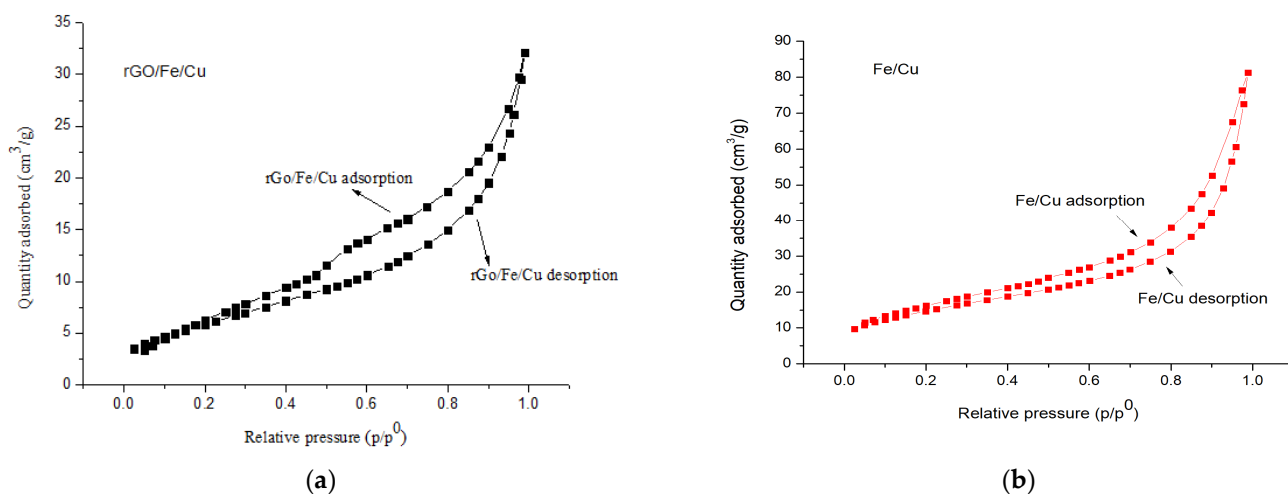 35
30
25
20
15
10
5
0
Quantity adsorbed (cm³/g)
rGO/Fe/Cu
rGo/Fe/Cu adsorption
rGo/Fe/Cu desorption
0.0 0.2 0.4 0.6 0.8 1.0
Relative pressure (p/p⁰)
(a)
90
80
70
60
50
40
30
20
10
0
Quantity adsorbed (cm³/g)
Fe/Cu
Fe/Cu adsorption
Fe/Cu desorption
0.0 0.2 0.4 0.6 0.8 1.0
Relative pressure (p/p⁰)
(b)